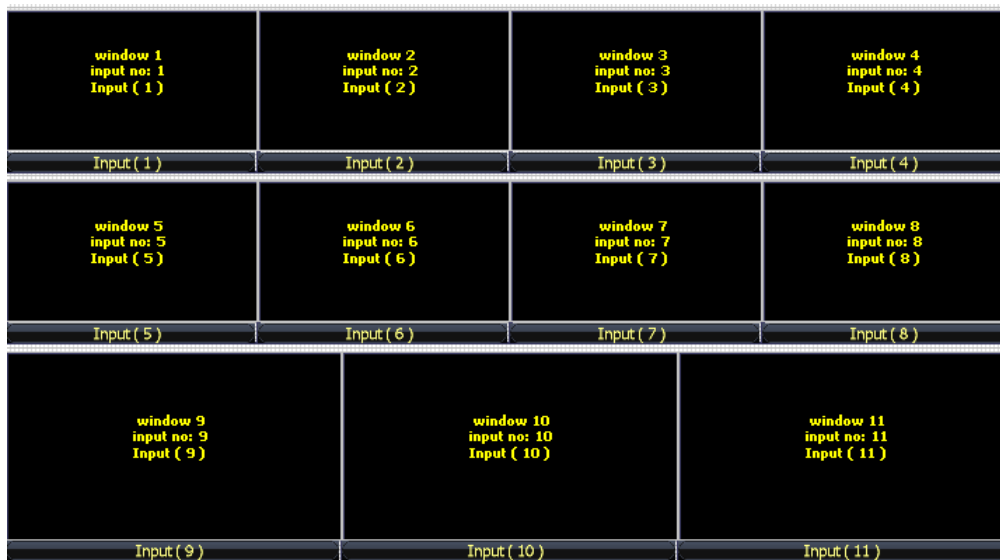 window 1
input no: 1
Input ( 1 )
window 2
input no: 2
Input ( 2 )
window 3
input no: 3
Input ( 3 )
window 4
input no: 4
Input ( 4 )
Input ( 1 )
Input ( 2 )
Input ( 3 )
Input ( 4 )
window 5
input no: 5
Input ( 5 )
window 6
input no: 6
Input ( 6 )
window 7
input no: 7
Input ( 7 )
window 8
input no: 8
Input ( 8 )
Input ( 5 )
Input ( 6 )
Input ( 7 )
Input ( 8 )
window 9
input no: 9
Input ( 9 )
window 10
input no: 10
Input ( 10 )
window 11
input no: 11
Input ( 11 )
Input ( 9 )
Input ( 10 )
Input ( 11 )